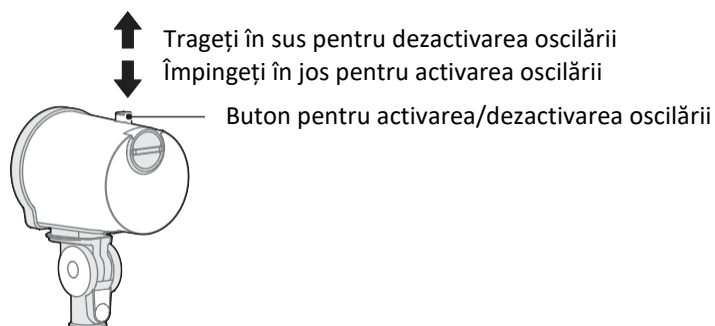 Trageți în sus pentru dezactivarea oscilării
Împingeți în jos pentru activarea oscilării
Buton pentru activarea/dezactivarea oscilării